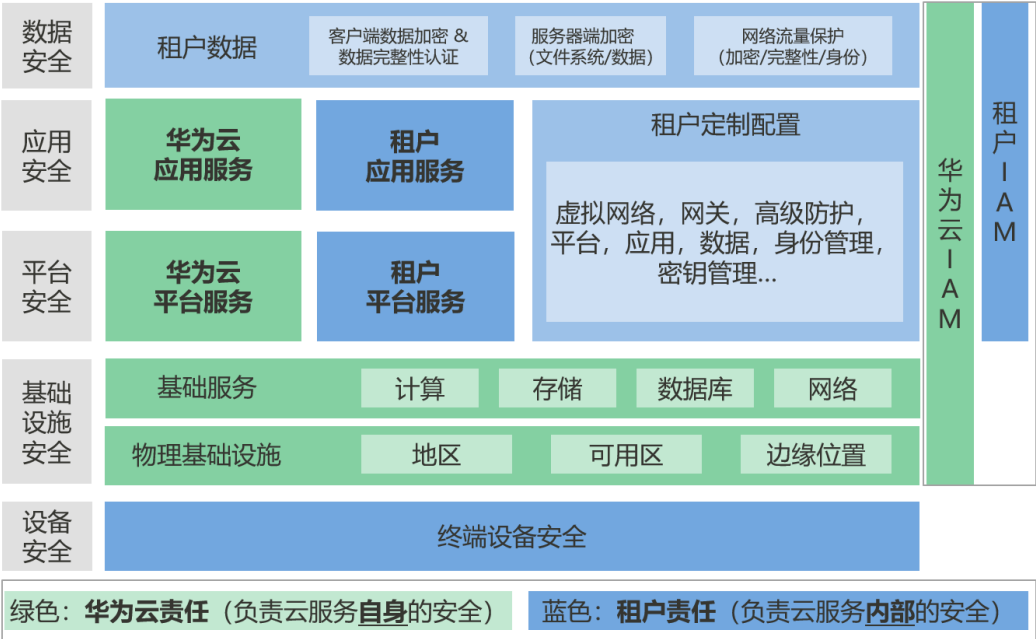 数据
安全
租户数据
客户端数据加密 &
数据完整性认证
服务器端加密
(文件系统/数据)
网络流量保护
(加密/完整性/身份)
应用
安全
华为云
应用服务
租户
应用服务
租户定制配置
虚拟网络，网关，高级防护，
平台，应用，数据，身份管理，
密钥管理...
平台
安全
华为云
平台服务
租户
平台服务
基础
设施
安全
基础服务
计算
存储
数据库
网络
物理基础设施
地区
可用区
边缘位置
设备
安全
终端设备安全
华为云IAM
租户IAM
绿色：华为云责任（负责云服务自身的安全）
蓝色：租户责任（负责云服务内部的安全）